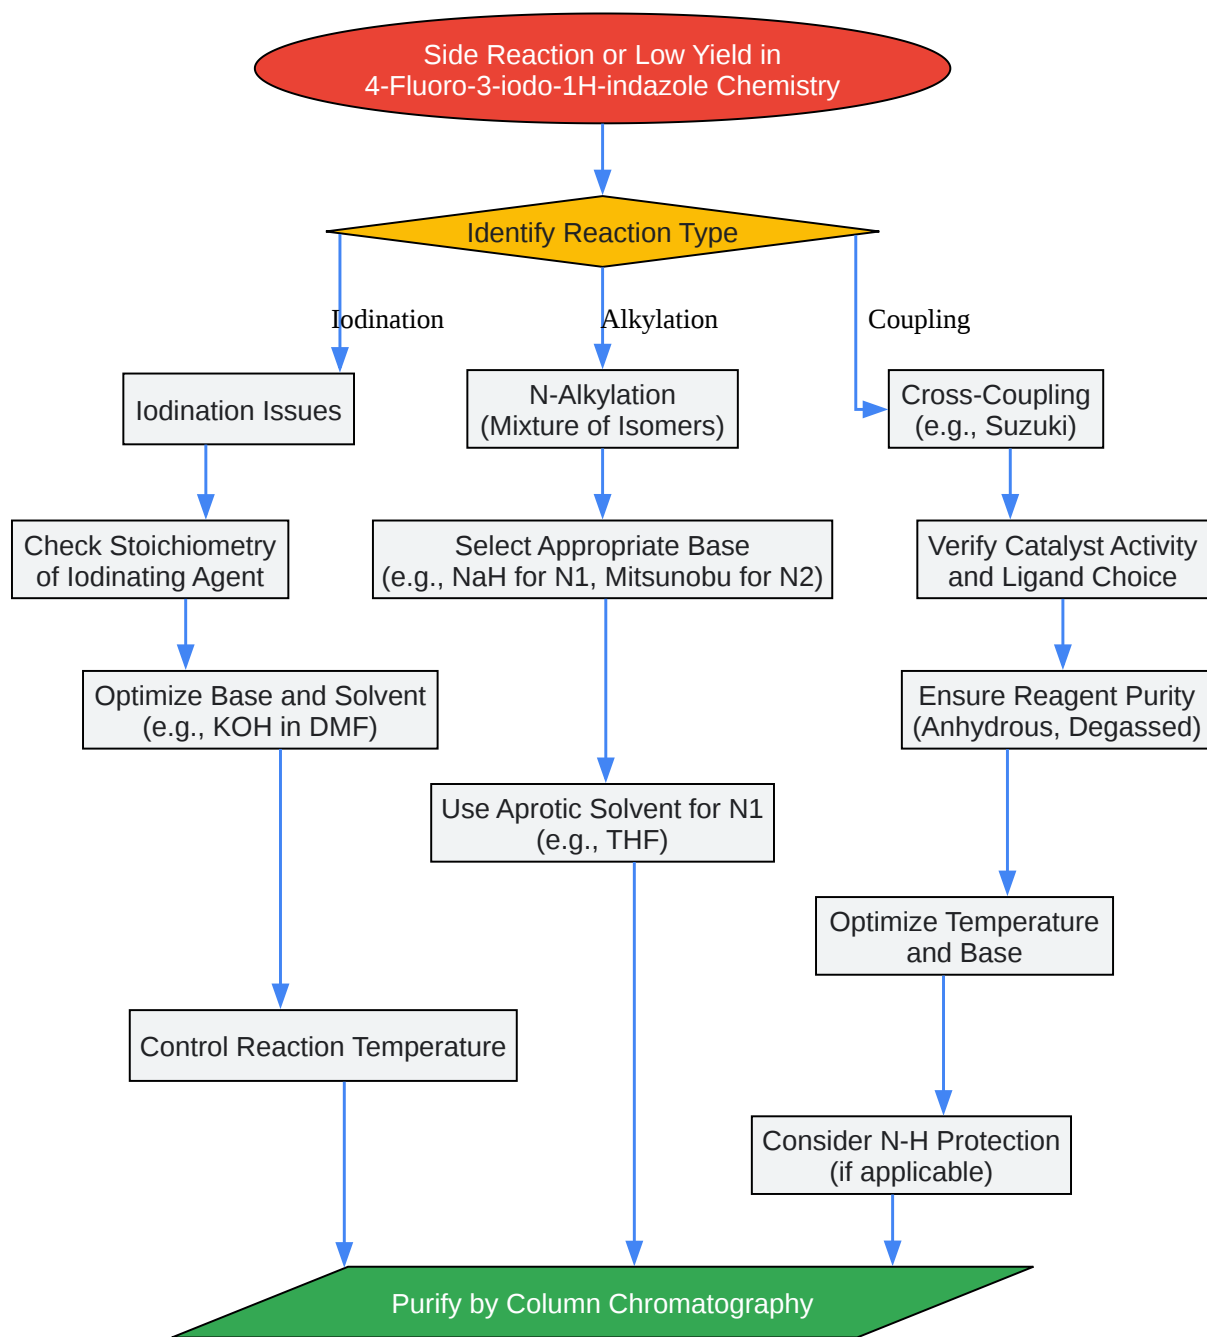 Side Reaction or Low Yield in
4-Fluoro-3-iodo-1H-indazole Chemistry
Identify Reaction Type
Iodination
Alkylation
Coupling
Iodination Issues
N-Alkylation
(Mixture of Isomers)
Cross-Coupling
(e.g., Suzuki)
Check Stoichiometry
of Iodinating Agent
Select Appropriate Base
(e.g., NaH for N1, Mitsunobu for N2)
Verify Catalyst Activity
and Ligand Choice
Optimize Base and Solvent
(e.g., KOH in DMF)
Ensure Reagent Purity
(Anhydrous, Degassed)
Use Aprotic Solvent for N1
(e.g., THF)
Optimize Temperature
and Base
Control Reaction Temperature
Consider N-H Protection
(if applicable)
Purify by Column Chromatography